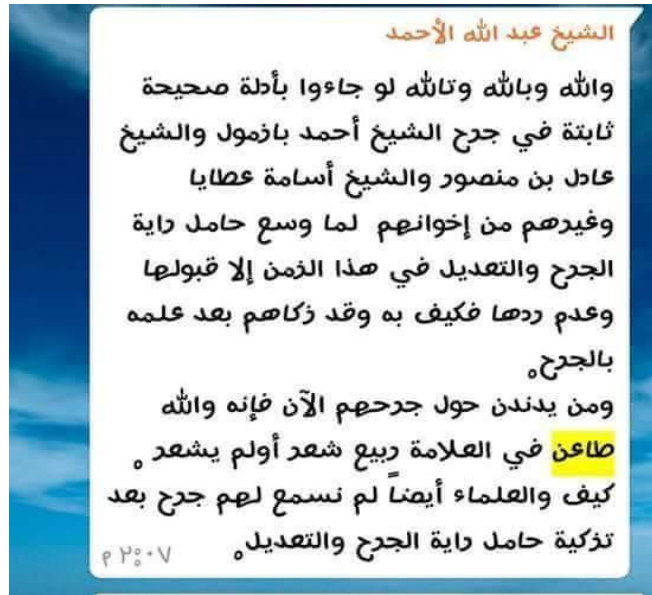 الشيخ عبد الله الأحمد
والله وبالله وتالله لو جاءوا بأدلة صحيحة
ثابتة في جرح الشيخ أحمد بازمول والشيخ
عادل بن منصور والشيخ أسامة عطايا
وغيرهم من إخوانهم لما وسع حامل راية
الجرح والتعديل في هذا الزمن إلا قبولها
وعدم ردها فكيف به وقد زكاهم بعد علمه
بالجرح.
ومن يدندن حول جرحهم الآن فإنه والله
طاعن في العلامة ربيع شعر أولم يشعر .
كيف والعلماء أيضاً لم نسمع لهم جرح بعد
تزكية حامل راية الجرح والتعديل.
٢:٠٧ م